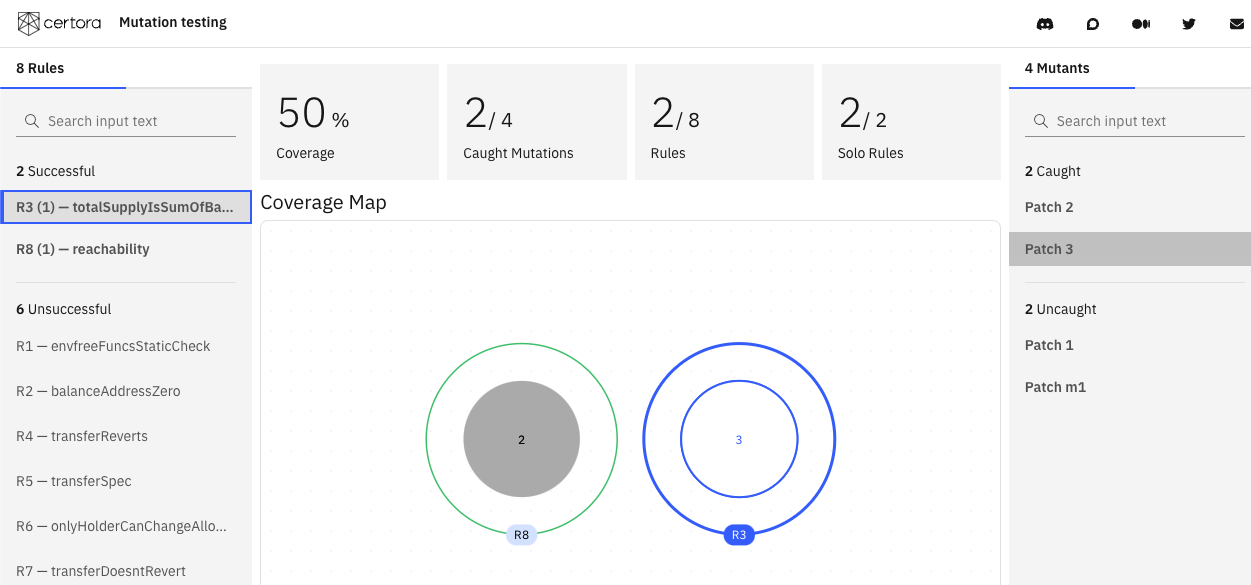 certora Mutation testing
8 Rules
Search input text
2 Successful
R3 (1) — totalSupplyIsSumOfBa...
R8 (1) — reachability
6 Unsuccessful
R1 — envfreeFuncsStaticCheck
R2 — balanceAddressZero
R4 — transferReverts
R5 — transferSpec
R6 — onlyHolderCanChangeAllo...
R7 — transferDoesntRevert
50 %
Coverage
2/ 4
Caught Mutations
2/ 8
Rules
2/ 2
Solo Rules
Coverage Map
2
R8
3
R3
4 Mutants
Search input text
2 Caught
Patch 2
Patch 3
2 Uncaught
Patch 1
Patch m1